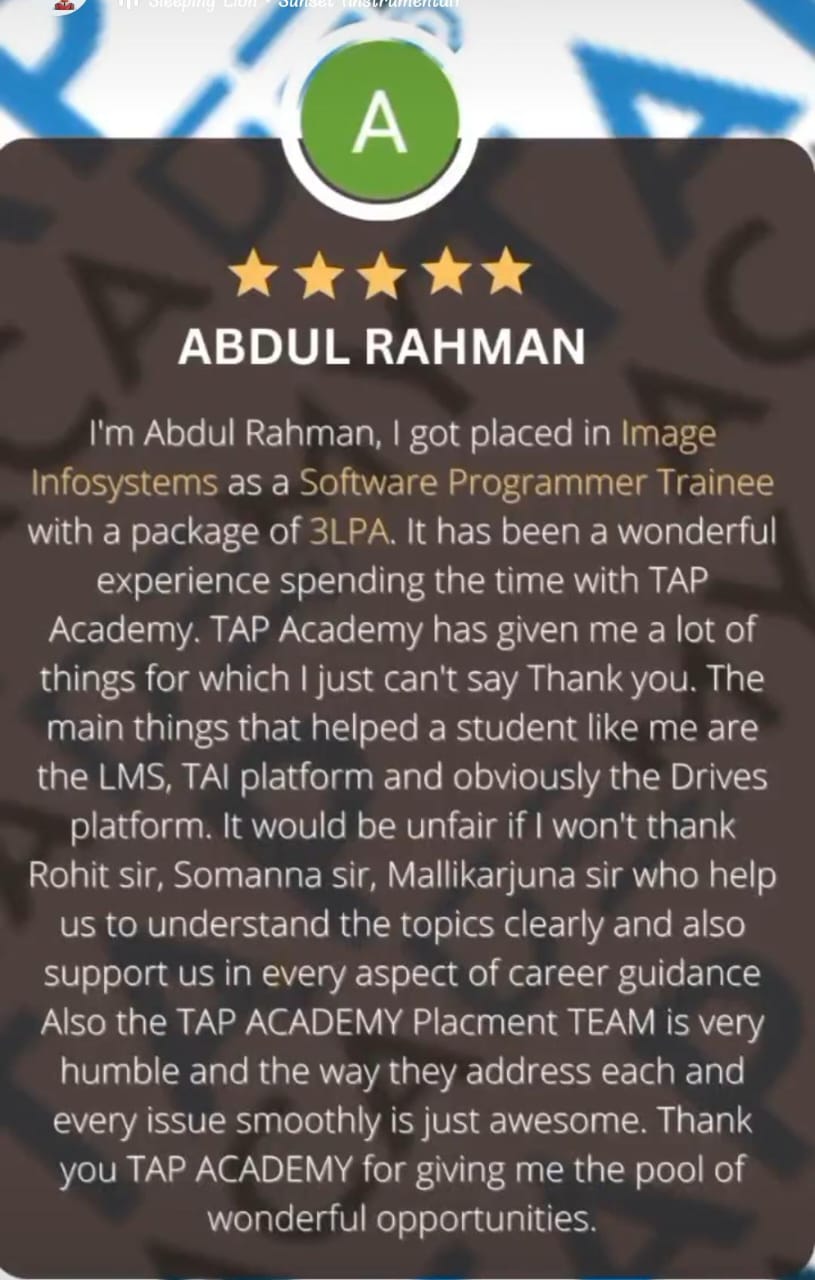 Sleeping Lion • Sunset (Instrumental)
A
ABDUL RAHMAN
I'm Abdul Rahman, I got placed in Image
Infosystems as a Software Programmer Trainee
with a package of 3LPA. It has been a wonderful
experience spending the time with TAP
Academy. TAP Academy has given me a lot of
things for which I just can't say Thank you. The
main things that helped a student like me are
the LMS, TAI platform and obviously the Drives
platform. It would be unfair if I won't thank
Rohit sir, Somanna sir, Mallikarjuna sir who help
us to understand the topics clearly and also
support us in every aspect of career guidance
Also the TAP ACADEMY Placment TEAM is very
humble and the way they address each and
every issue smoothly is just awesome. Thank
you TAP ACADEMY for giving me the pool of
wonderful opportunities.